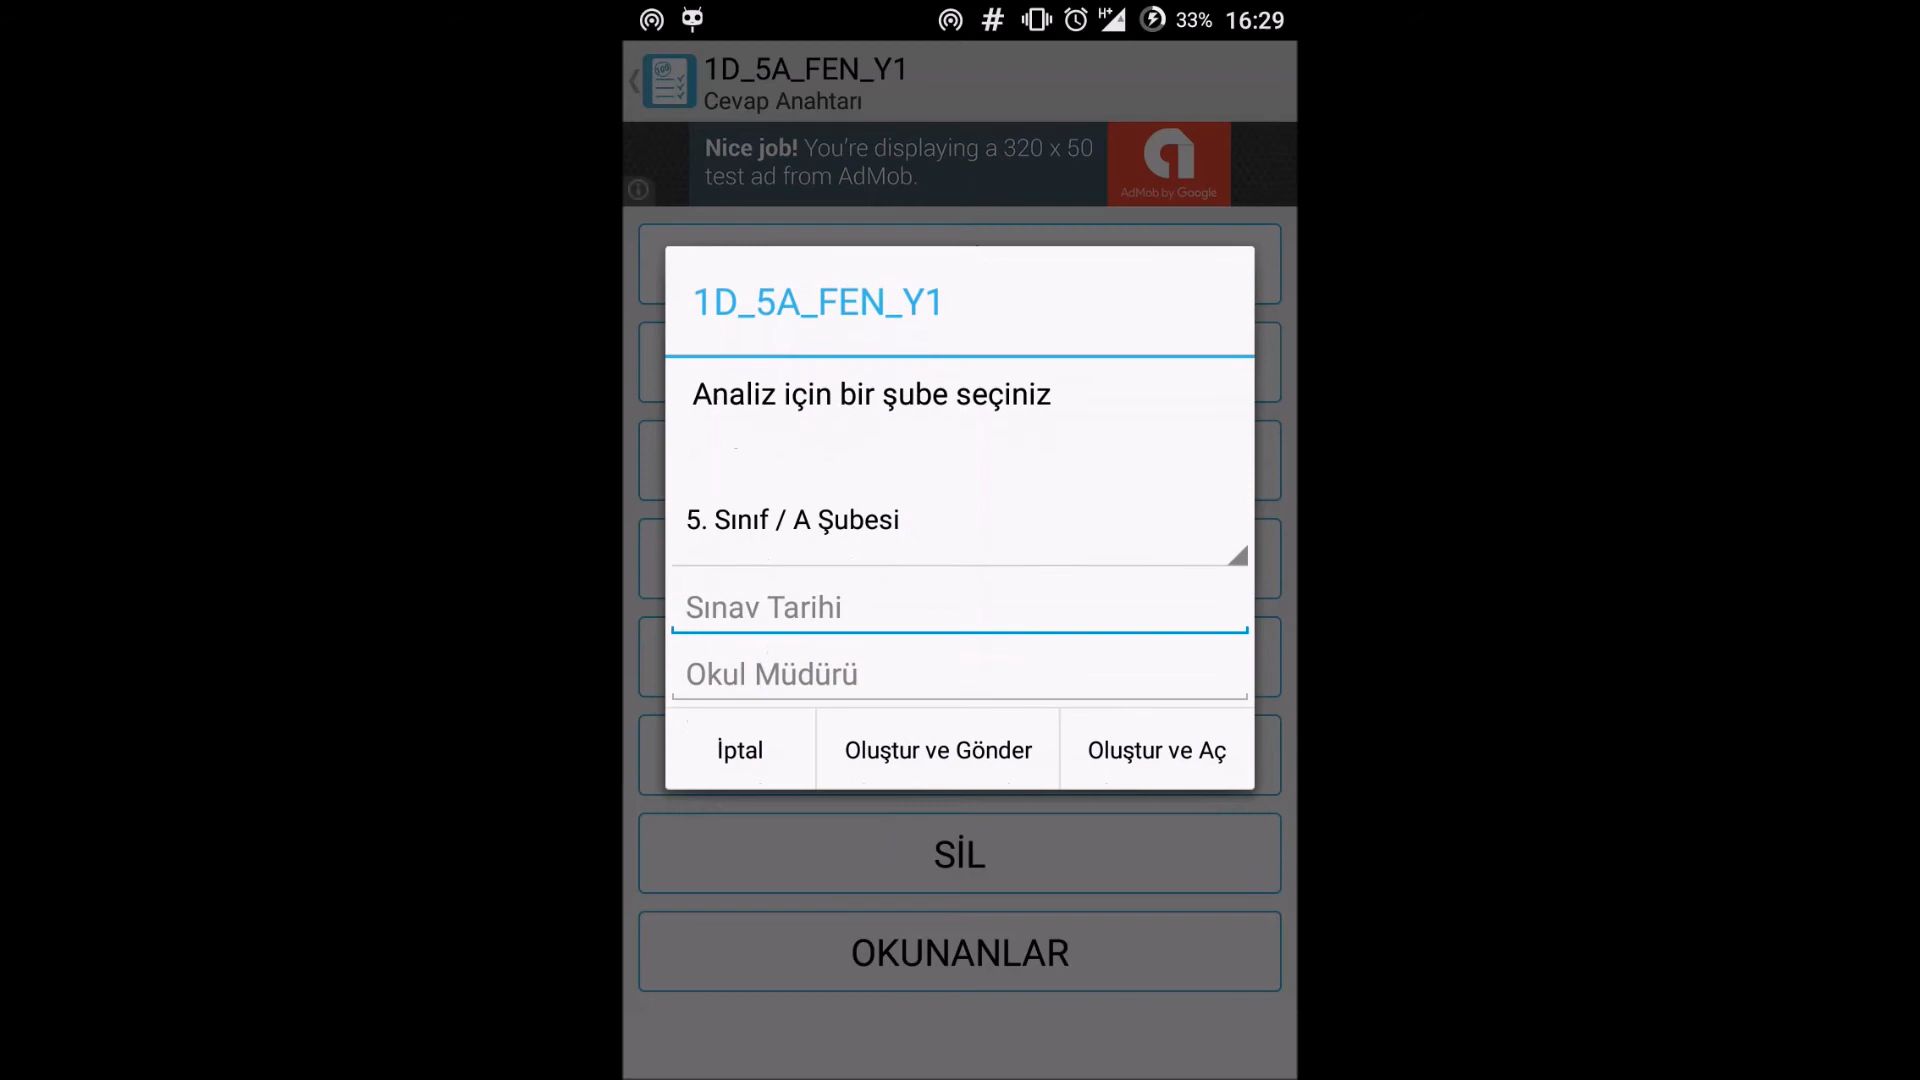 33% 16:29
1D_5A_FEN_Y1
Cevap Anahtarı
Nice job! You're displaying a 320 x 50
test ad from AdMob.
AdMob by Google
1D_5A_FEN_Y1
Analiz için bir şube seçiniz
5. Sınıf / A Şubesi
Sınav Tarihi
Okul Müdürü
İptal
Oluştur ve Gönder
Oluştur ve Aç
SİL
OKUNANLAR